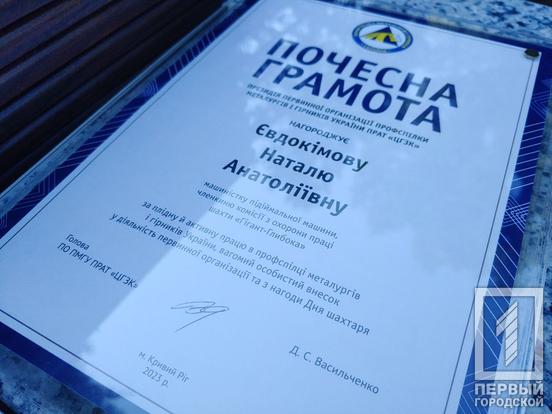 ПОЧЕСНА
ГРАМОТА
ПРЕЗИДІЯ ПЕРВИННОЇ ОРГАНІЗАЦІЇ ПРОФСПІЛКИ
МЕТАЛУРГІВ І ГІРНИКІВ УКРАЇНИ ПРАТ «ЦГЗК»
НАГОРОДЖУЄ
Євдокімову
Наталю
Анатоліївну
машиністку підіймальної машини,
членкиню комісії з охорони праці
шахти «Гігант-Глибока»
за плідну й активну працю в профспілці металургів
і гірників України, вагомий особистий внесок
у діяльність первинної організації та з нагоди Дня шахтаря
Голова
ПО ПМГУ ПРАТ «ЦГЗК»
Д. С. Васильченко
м. Кривий Ріг
2023 р.
1
ПЕРВЫЙ
ГОРОДСКОЙ